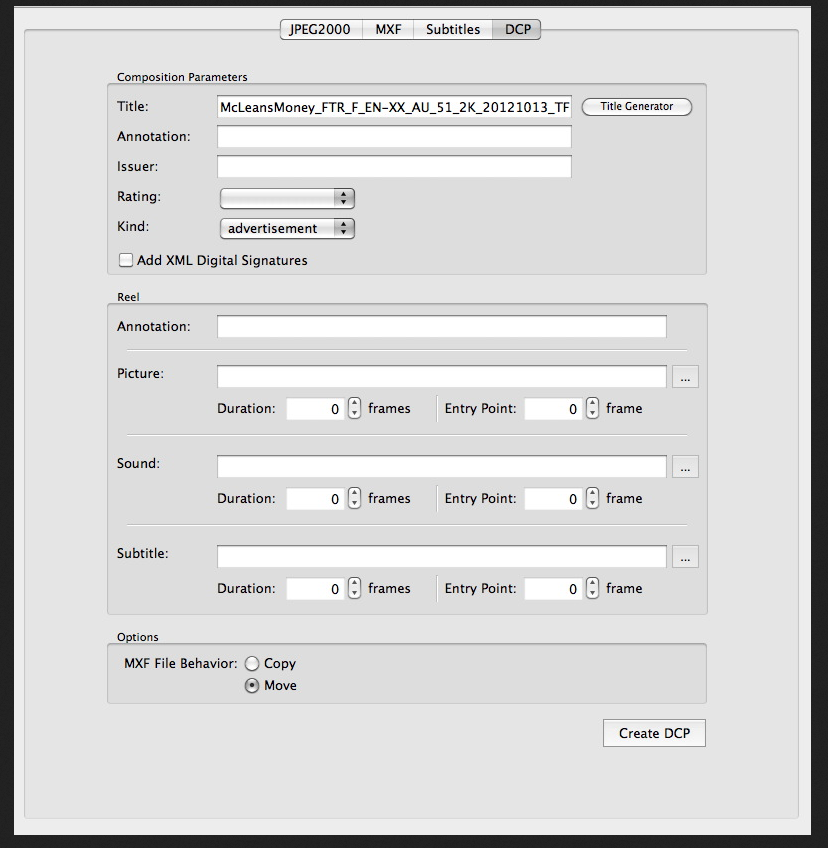 JPEG2000 MXF Subtitles DCP
Composition Parameters
Title: McLeansMoney_FTR_F_EN-XX_AU_51_2K_20121013_TF Title Generator
Annotation:
Issuer:
Rating:
Kind: advertisement
Add XML Digital Signatures
Reel
Annotation:
Picture: ...
Duration: 0 frames Entry Point: 0 frame
Sound: ...
Duration: 0 frames Entry Point: 0 frame
Subtitle: ...
Duration: 0 frames Entry Point: 0 frame
Options
MXF File Behavior: Copy
Move
Create DCP